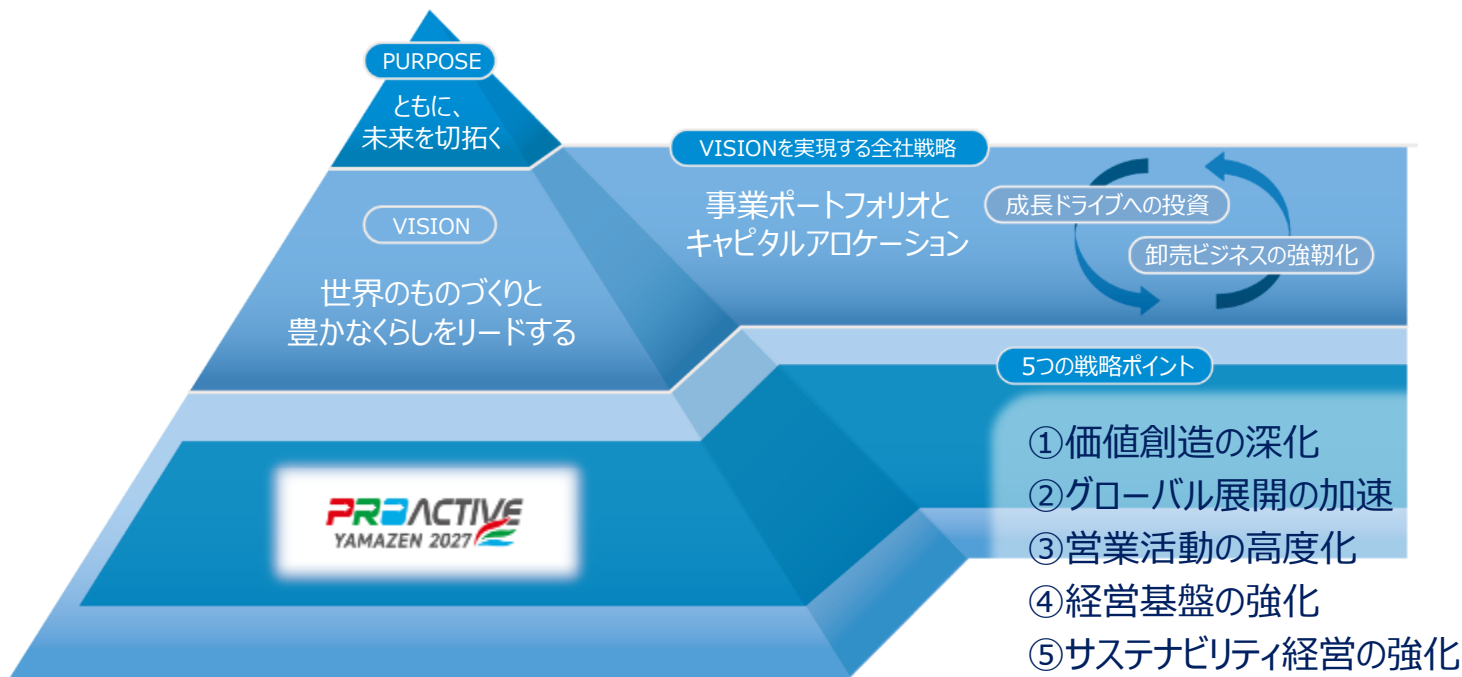 PURPOSE
ともに、
未来を切拓く
VISION
世界のものづくりと
豊かなくらしをリードする
PROACTIVE
YAMAZEN 2027
VISIONを実現する全社戦略
事業ポートフォリオと
キャピタルアロケーション
成長ドライブへの投資
卸売ビジネスの強靭化
5つの戦略ポイント
①価値創造の深化
②グローバル展開の加速
③営業活動の高度化
④経営基盤の強化
⑤サステナビリティ経営の強化